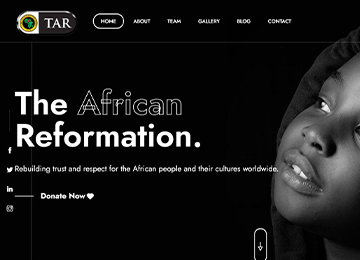 TAR
HOME ABOUT TEAM GALLERY BLOG CONTACT
The African
Reformation.
Rebuilding trust and respect for the African people and their cultures worldwide.
Donate Now